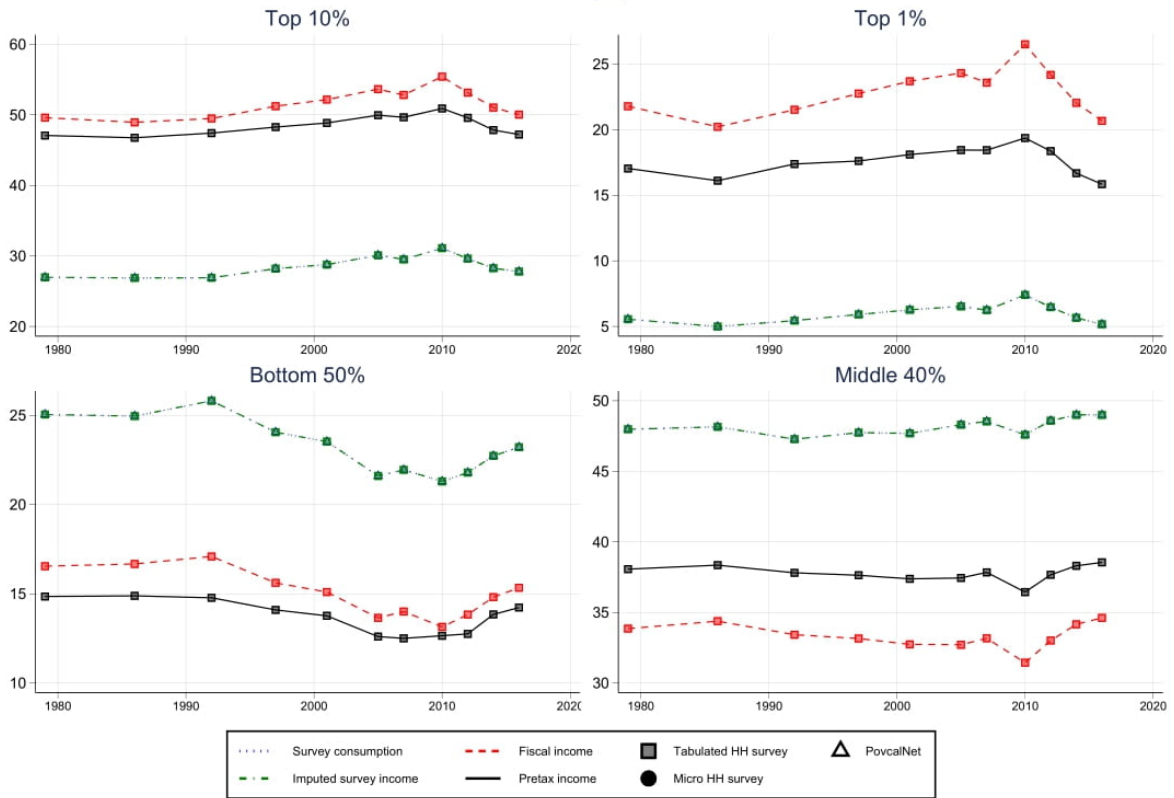 Top 10%
60
50
40
30
20
1980 1990 2000 2010 2020
Top 1%
25
20
15
10
5
1980 1990 2000 2010 2020
Bottom 50%
25
20
15
10
1980 1990 2000 2010 2020
Middle 40%
50
45
40
35
30
1980 1990 2000 2010 2020
Survey consumption Fiscal income Tabulated HH survey PovcalNet
Imputed survey income Pretax income Micro HH survey